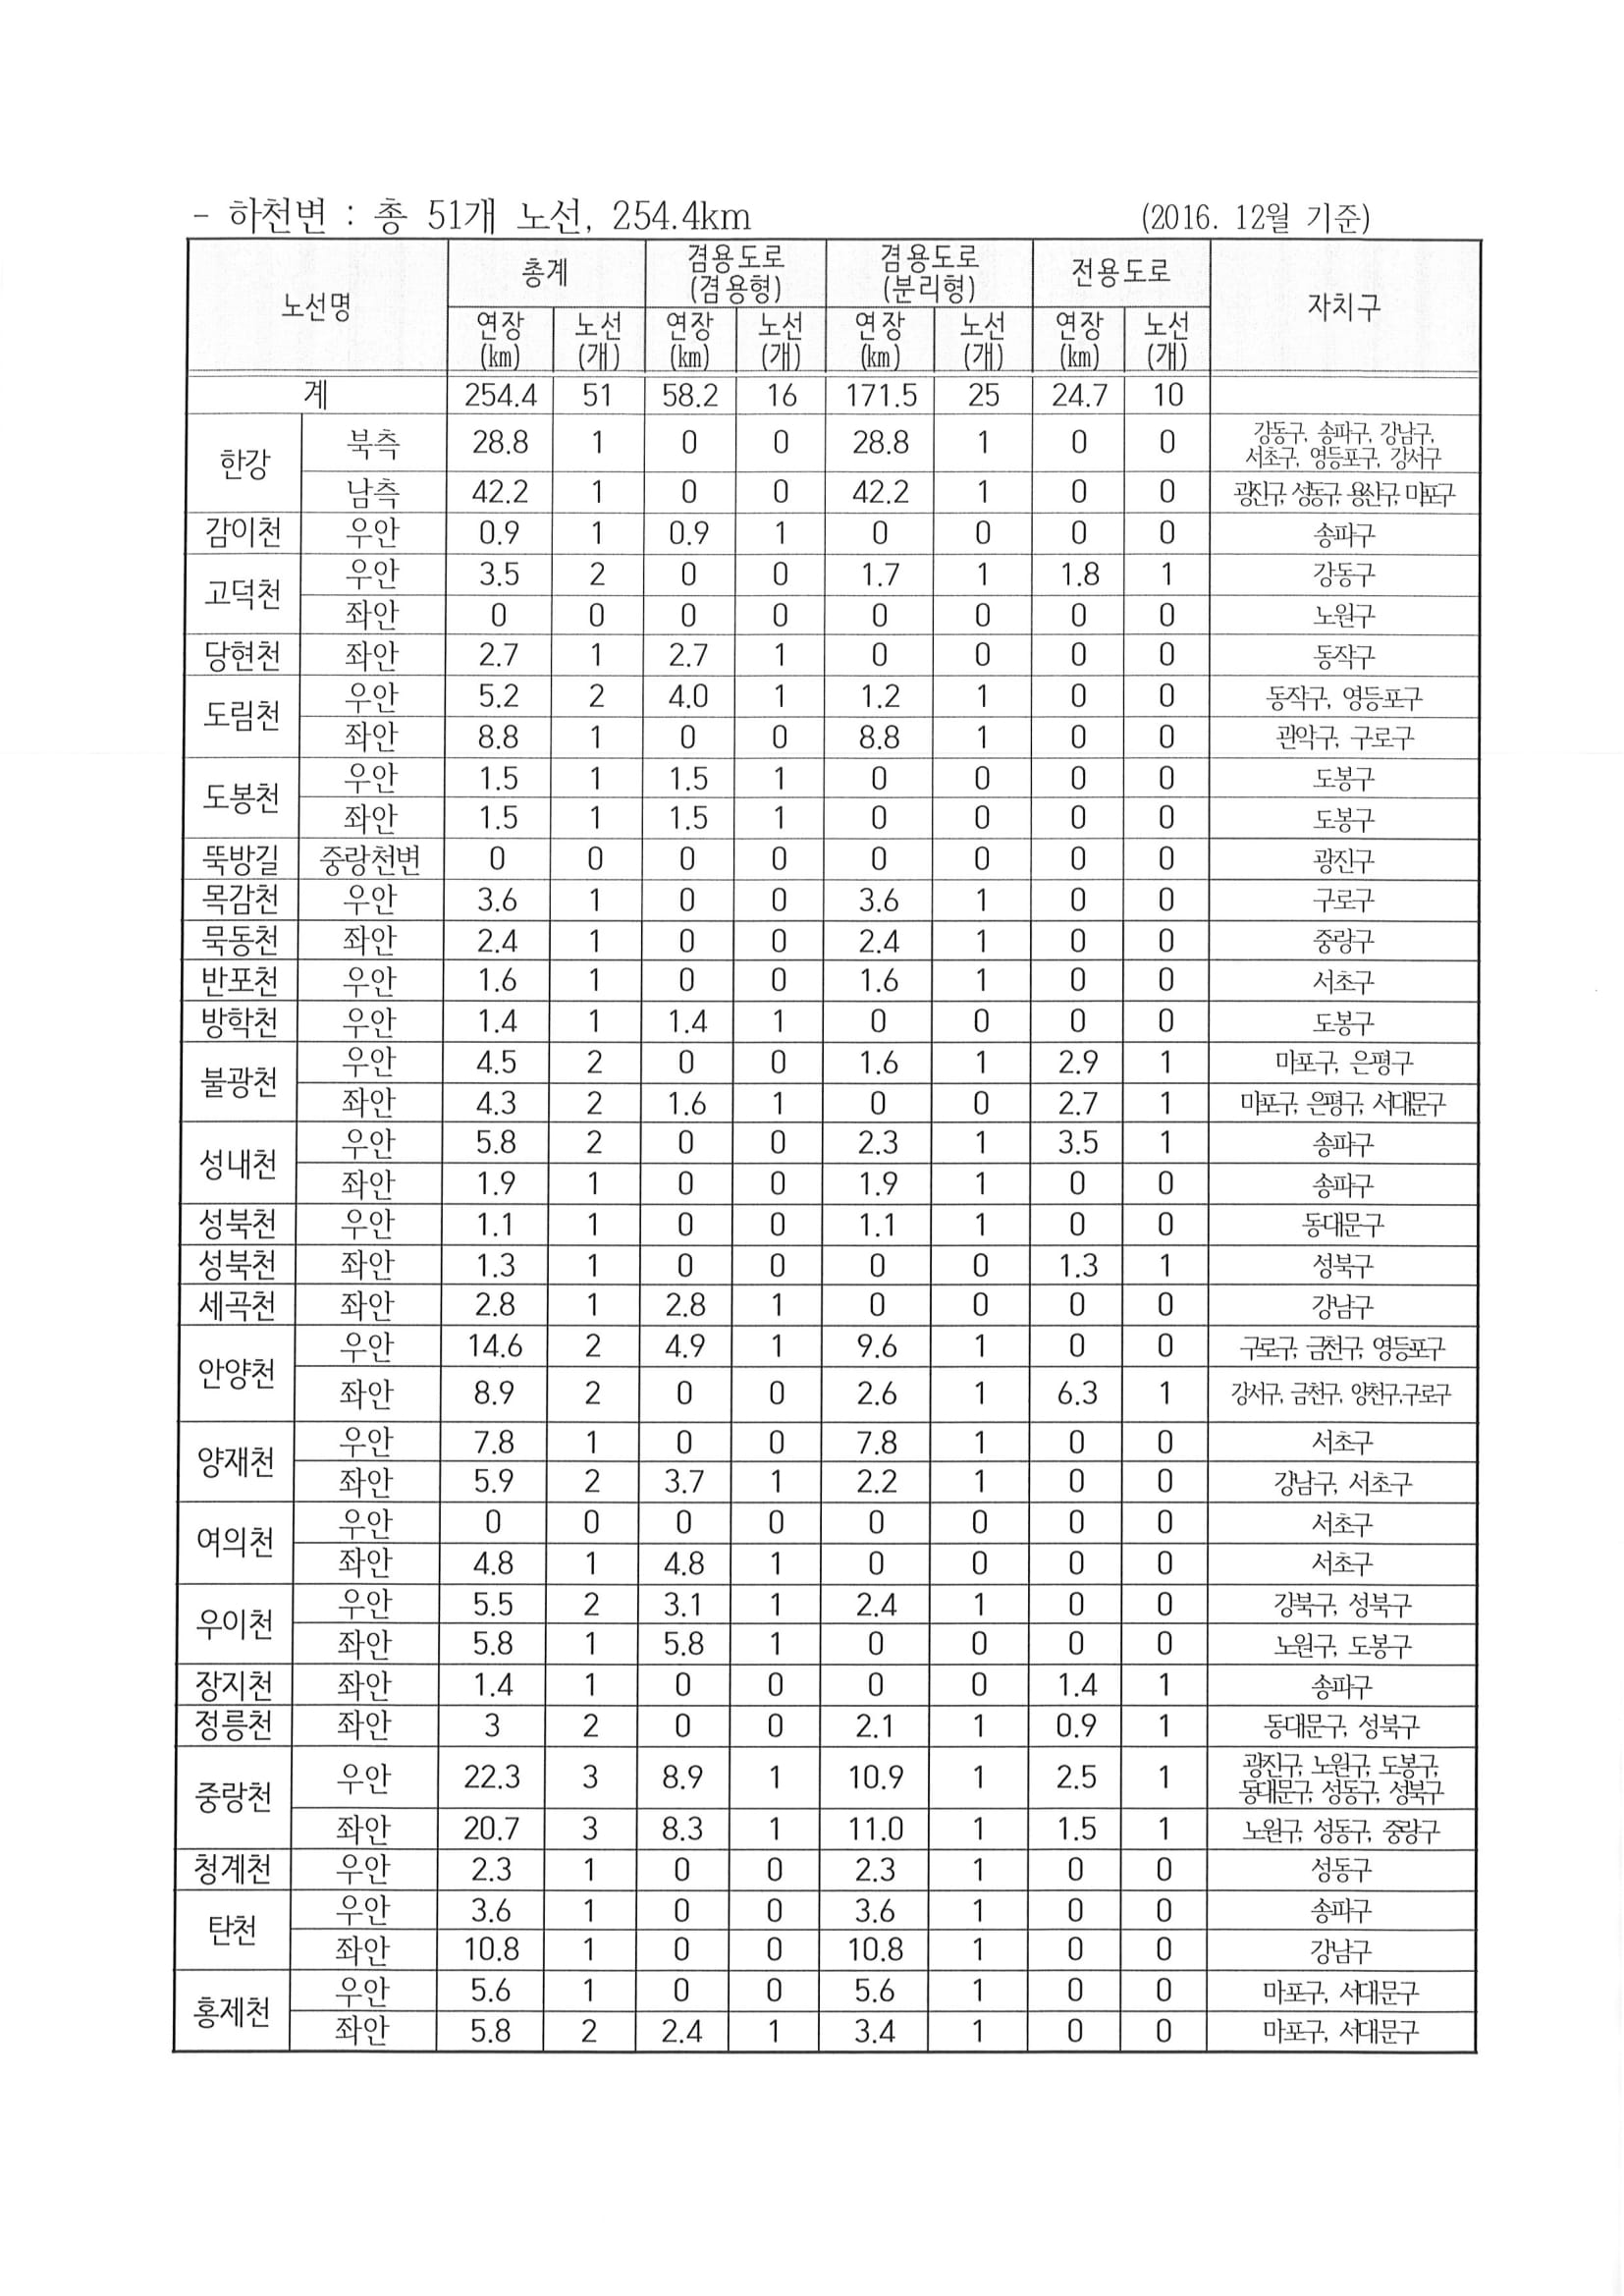 - 하천변 : 총 51개 노선, 254.4km (2016. 12월 기준)
노선명 총계 겸용도로 (겸용형) 겸용도로 (분리형) 전용도로 자치구
연장 (㎞) 노선 (개) 연장 (㎞) 노선 (개) 연장 (㎞) 노선 (개) 연장 (㎞) 노선 (개)
계 254.4 51 58.2 16 171.5 25 24.7 10
한강 북측 28.8 1 0 0 28.8 1 0 0 강동구, 송파구, 강남구,
서초구, 영등포구, 강서구
남측 42.2 1 0 0 42.2 1 0 0 광진구, 성동구, 용산구, 마포구
감이천 우안 0.9 1 0.9 1 0 0 0 0 송파구
고덕천 우안 3.5 2 0 0 1.7 1 1.8 1 강동구
좌안 0 0 0 0 0 0 0 0 노원구
당현천 좌안 2.7 1 2.7 1 0 0 0 0 동작구
도림천 우안 5.2 2 4.0 1 1.2 1 0 0 동작구, 영등포구
좌안 8.8 1 0 0 8.8 1 0 0 관악구, 구로구
도봉천 우안 1.5 1 1.5 1 0 0 0 0 도봉구
좌안 1.5 1 1.5 1 0 0 0 0 도봉구
뚝방길 중랑천변 0 0 0 0 0 0 0 0 광진구
목감천 우안 3.6 1 0 0 3.6 1 0 0 구로구
묵동천 좌안 2.4 1 0 0 2.4 1 0 0 중랑구
반포천 우안 1.6 1 0 0 1.6 1 0 0 서초구
방학천 우안 1.4 1 1.4 1 0 0 0 0 도봉구
불광천 우안 4.5 2 0 0 1.6 1 2.9 1 마포구, 은평구
좌안 4.3 2 1.6 1 0 0 2.7 1 마포구, 은평구, 서대문구
성내천 우안 5.8 2 0 0 2.3 1 3.5 1 송파구
좌안 1.9 1 0 0 1.9 1 0 0 송파구
성북천 우안 1.1 1 0 0 1.1 1 0 0 동대문구
성북천 좌안 1.3 1 0 0 0 0 1.3 1 성북구
세곡천 좌안 2.8 1 2.8 1 0 0 0 0 강남구
안양천 우안 14.6 2 4.9 1 9.6 1 0 0 구로구, 금천구, 영등포구
좌안 8.9 2 0 0 2.6 1 6.3 1 강서구, 금천구, 양천구,구로구
양재천 우안 7.8 1 0 0 7.8 1 0 0 서초구
좌안 5.9 2 3.7 1 2.2 1 0 0 강남구, 서초구
여의천 우안 0 0 0 0 0 0 0 0 서초구
좌안 4.8 1 4.8 1 0 0 0 0 서초구
우이천 우안 5.5 2 3.1 1 2.4 1 0 0 강북구, 성북구
좌안 5.8 1 5.8 1 0 0 0 0 노원구, 도봉구
장지천 좌안 1.4 1 0 0 0 0 1.4 1 송파구
정릉천 좌안 3 2 0 0 2.1 1 0.9 1 동대문구, 성북구
중랑천 우안 22.3 3 8.9 1 10.9 1 2.5 1 광진구, 노원구, 도봉구,
동대문구, 성동구, 성북구
좌안 20.7 3 8.3 1 11.0 1 1.5 1 노원구, 성동구, 중랑구
청계천 우안 2.3 1 0 0 2.3 1 0 0 성동구
탄천 우안 3.6 1 0 0 3.6 1 0 0 송파구
좌안 10.8 1 0 0 10.8 1 0 0 강남구
홍제천 우안 5.6 1 0 0 5.6 1 0 0 마포구, 서대문구
좌안 5.8 2 2.4 1 3.4 1 0 0 마포구, 서대문구